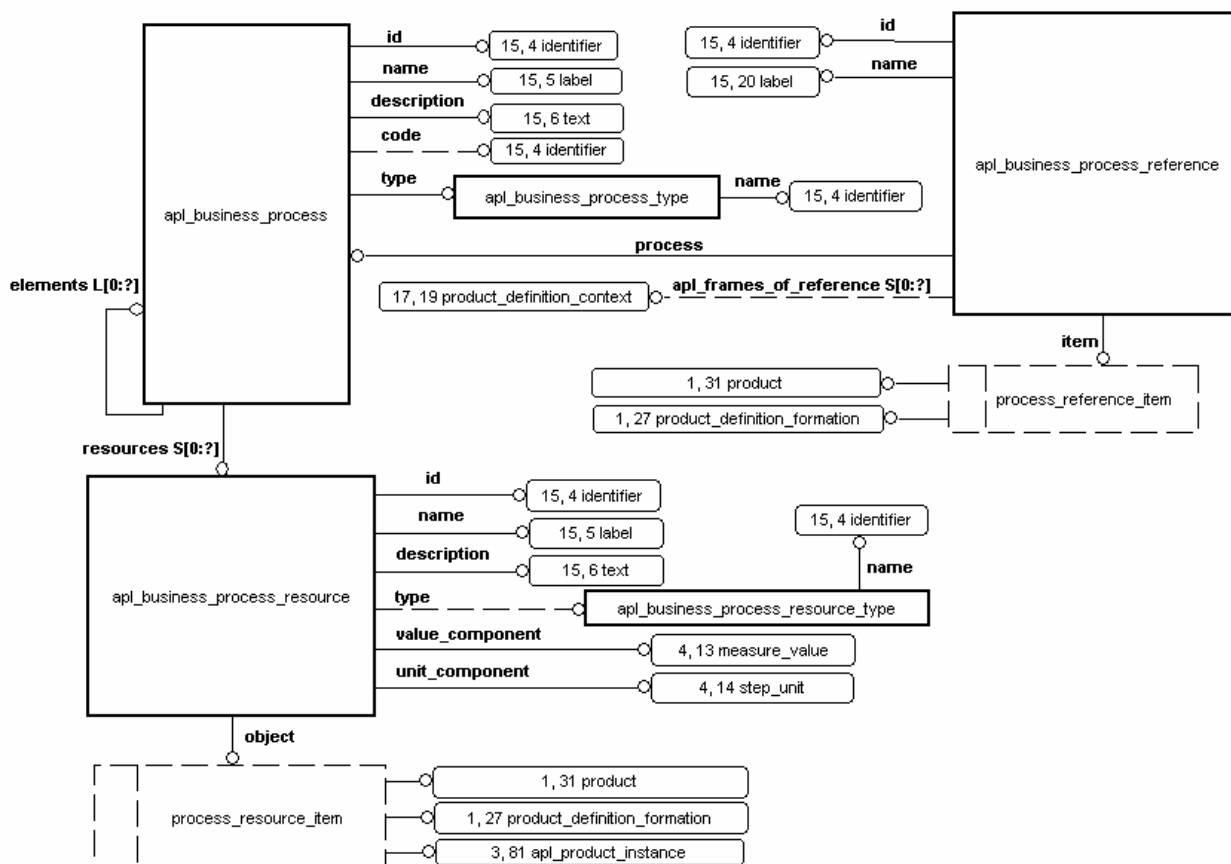 id
15, 4 identifier
name
15, 5 label
description
15, 6 text
code
15, 4 identifier
type
apl_business_process_type
name
15, 4 identifier
apl_business_process
15, 4 identifier
id
15, 20 label
name
apl_business_process_reference
process
elements L[0:?]
17, 19 product_definition_context
apl_frames_of_reference S[0:?]
item
1, 31 product
1, 27 product_definition_formation
process_reference_item
resources S[0:?]
id
15, 4 identifier
name
15, 5 label
description
15, 6 text
15, 4 identifier
name
apl_business_process_resource
type
apl_business_process_resource_type
value_component
4, 13 measure_value
unit_component
4, 14 step_unit
object
process_resource_item
1, 31 product
1, 27 product_definition_formation
3, 81 apl_product_instance